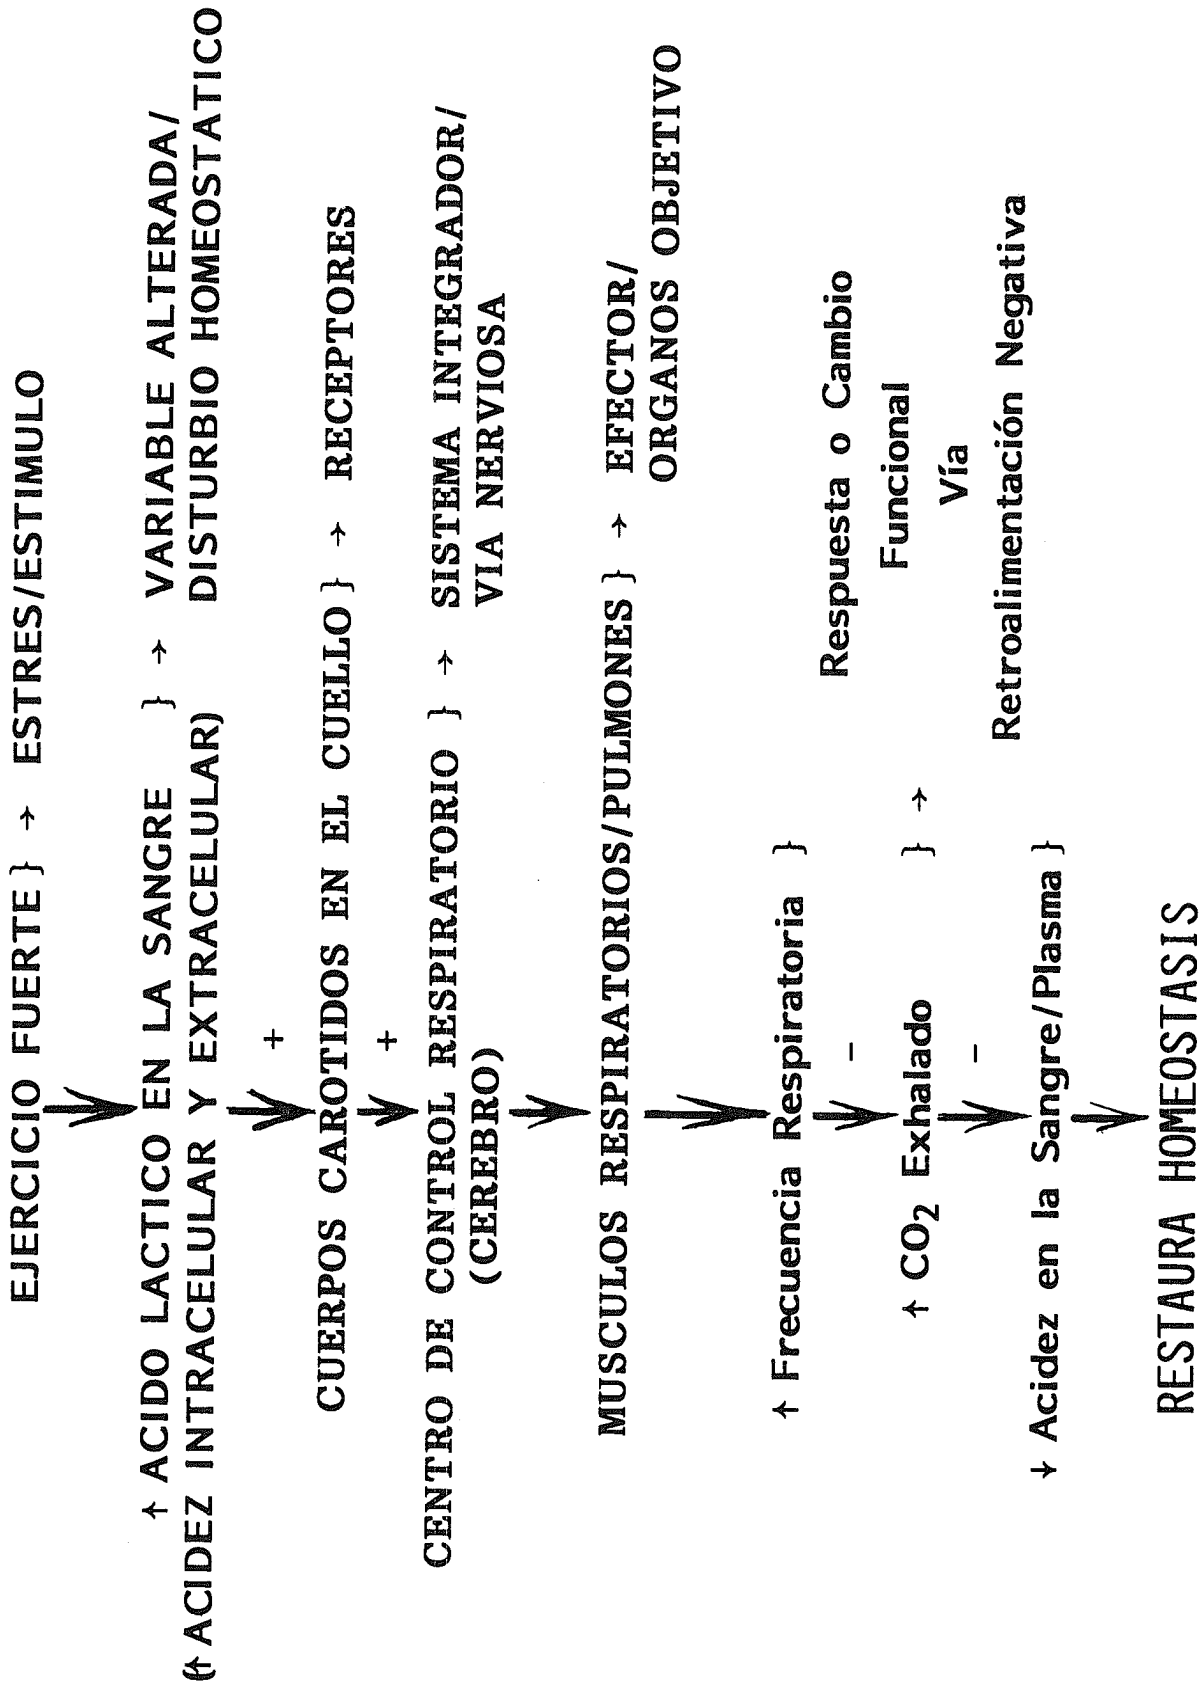 EJERCICIO FUERTE } → ESTRES/ESTIMULO
↑ ACIDO LACTICO EN LA SANGRE } → VARIABLE ALTERADA/
(↑ ACIDEZ INTRACELULAR Y EXTRACELULAR) DISTURBIO HOMEOSTATICO
+
CUERPOS CAROTIDOS EN EL CUELLO } → RECEPTORES
+
CENTRO DE CONTROL RESPIRATORIO } → SISTEMA INTEGRADOR/
(CEREBRO) VIA NERVIOSA
MUSCULOS RESPIRATORIOS/PULMONES } → EFECTOR/
ORGANOS OBJETIVO
↑ Frecuencia Respiratoria } Respuesta o Cambio
− Funcional
↑ CO₂ Exhalado } → Vía
− Retroalimentación Negativa
↓ Acidez en la Sangre/Plasma }
RESTAURA HOMEOSTASIS